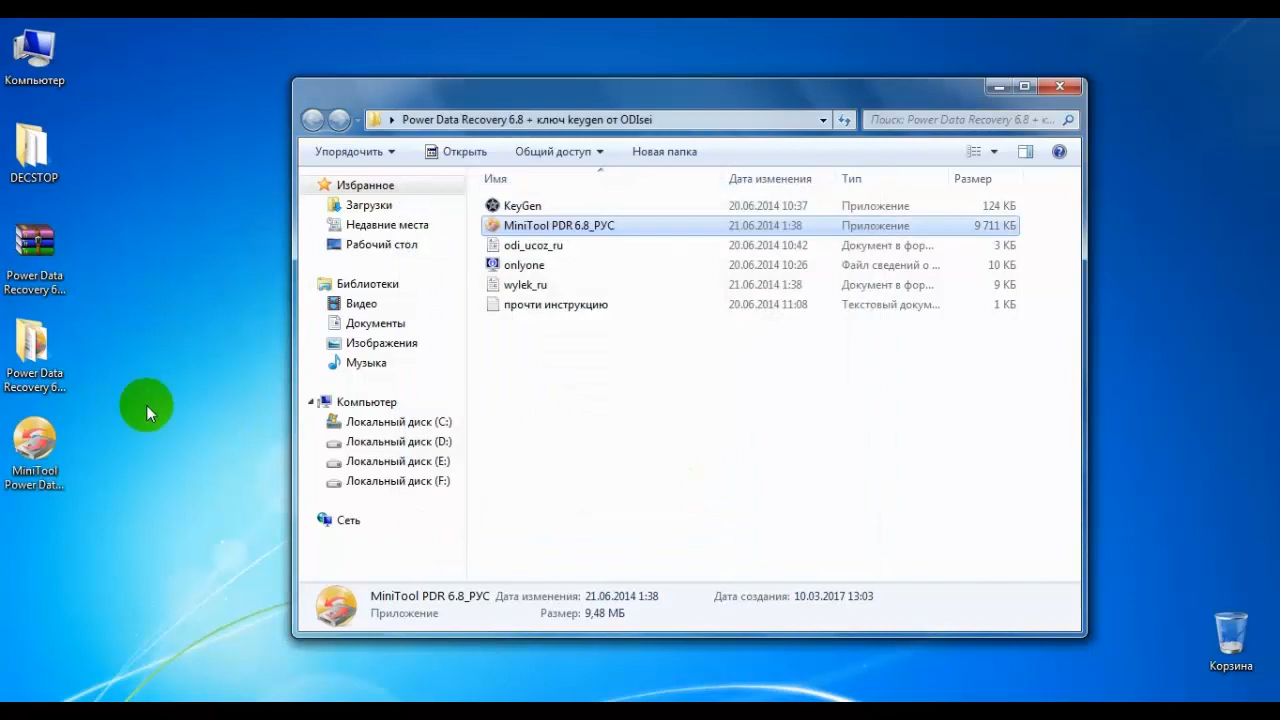 Компьютер
DECSTOP
Power Data
Recovery 6...
Power Data
Recovery 6...
MiniTool
Power Dat...
Power Data Recovery 6.8 + ключ keygen от ODIsei
Поиск: Power Data Recovery 6.8 + к...
Упорядочить
Открыть
Общий доступ
Новая папка
Избранное
Загрузки
Недавние места
Рабочий стол
Библиотеки
Видео
Документы
Изображения
Музыка
Компьютер
Локальный диск (C:)
Локальный диск (D:)
Локальный диск (E:)
Локальный диск (F:)
Сеть
Имя Дата изменения Тип Размер
KeyGen 20.06.2014 10:37 Приложение 124 КБ
MiniTool PDR 6.8_РУС 21.06.2014 1:38 Приложение 9 711 КБ
odi_ucoz_ru 20.06.2014 10:42 Документ в фор... 3 КБ
onlyone 20.06.2014 10:26 Файл сведений о ... 10 КБ
wylek_ru 21.06.2014 1:38 Документ в фор... 9 КБ
прочти инструкцию 20.06.2014 11:08 Текстовый докум... 1 КБ
MiniTool PDR 6.8_РУС Дата изменения: 21.06.2014 1:38 Дата создания: 10.03.2017 13:03
Приложение Размер: 9,48 МБ
Корзина